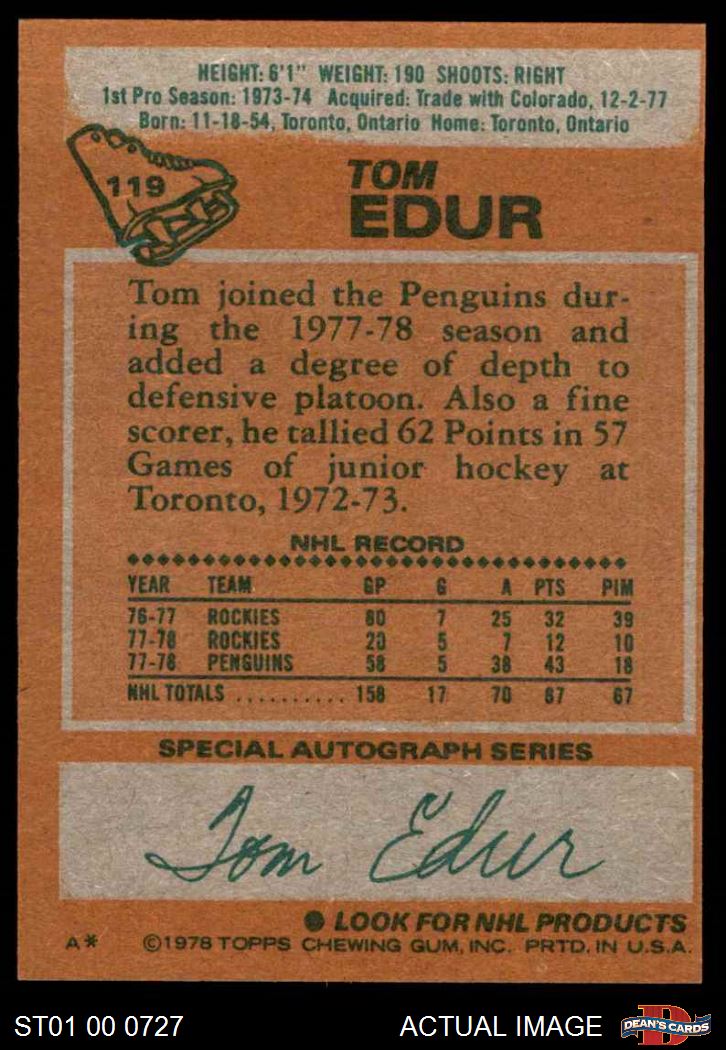 HEIGHT: 6'1" WEIGHT: 190 SHOOTS: RIGHT
1st Pro Season: 1973-74 Acquired: Trade with Colorado, 12-2-77
Born: 11-18-54, Toronto, Ontario Home: Toronto, Ontario
119
TOM
EDUR
Tom joined the Penguins dur-
ing the 1977-78 season and
added a degree of depth to
defensive platoon. Also a fine
scorer, he tallied 62 Points in 57
Games of junior hockey at
Toronto, 1972-73.
NHL RECORD
YEAR TEAM GP G A PTS PIM
76-77 ROCKIES 80 7 25 32 39
77-78 ROCKIES 20 5 7 12 10
77-78 PENGUINS 58 5 38 43 18
NHL TOTALS .......... 158 17 70 87 67
SPECIAL AUTOGRAPH SERIES
Tom Edur
LOOK FOR NHL PRODUCTS
A* ©1978 TOPPS CHEWING GUM, INC. PRTD. IN U.S.A.
ST01 00 0727 ACTUAL IMAGE D DEAN'S CARDS